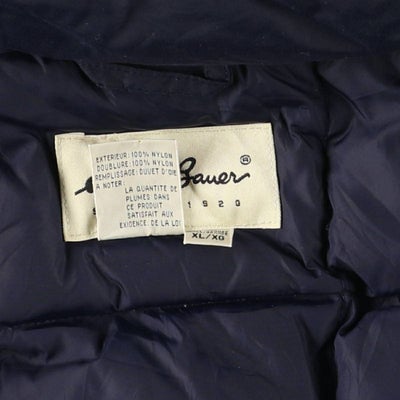 EXTERIEUR: 100% NYLON
DOUBLURE: 100% NYLON
REMPLISSAGE: DUVET D'OIE
A NOTER:
LA QUANTITE DE
PLUMES DANS
CE PRODUIT
SATISFAIT AUX
EXIGENCE: DE LA LOI
Bauer®
1920
XL/XG